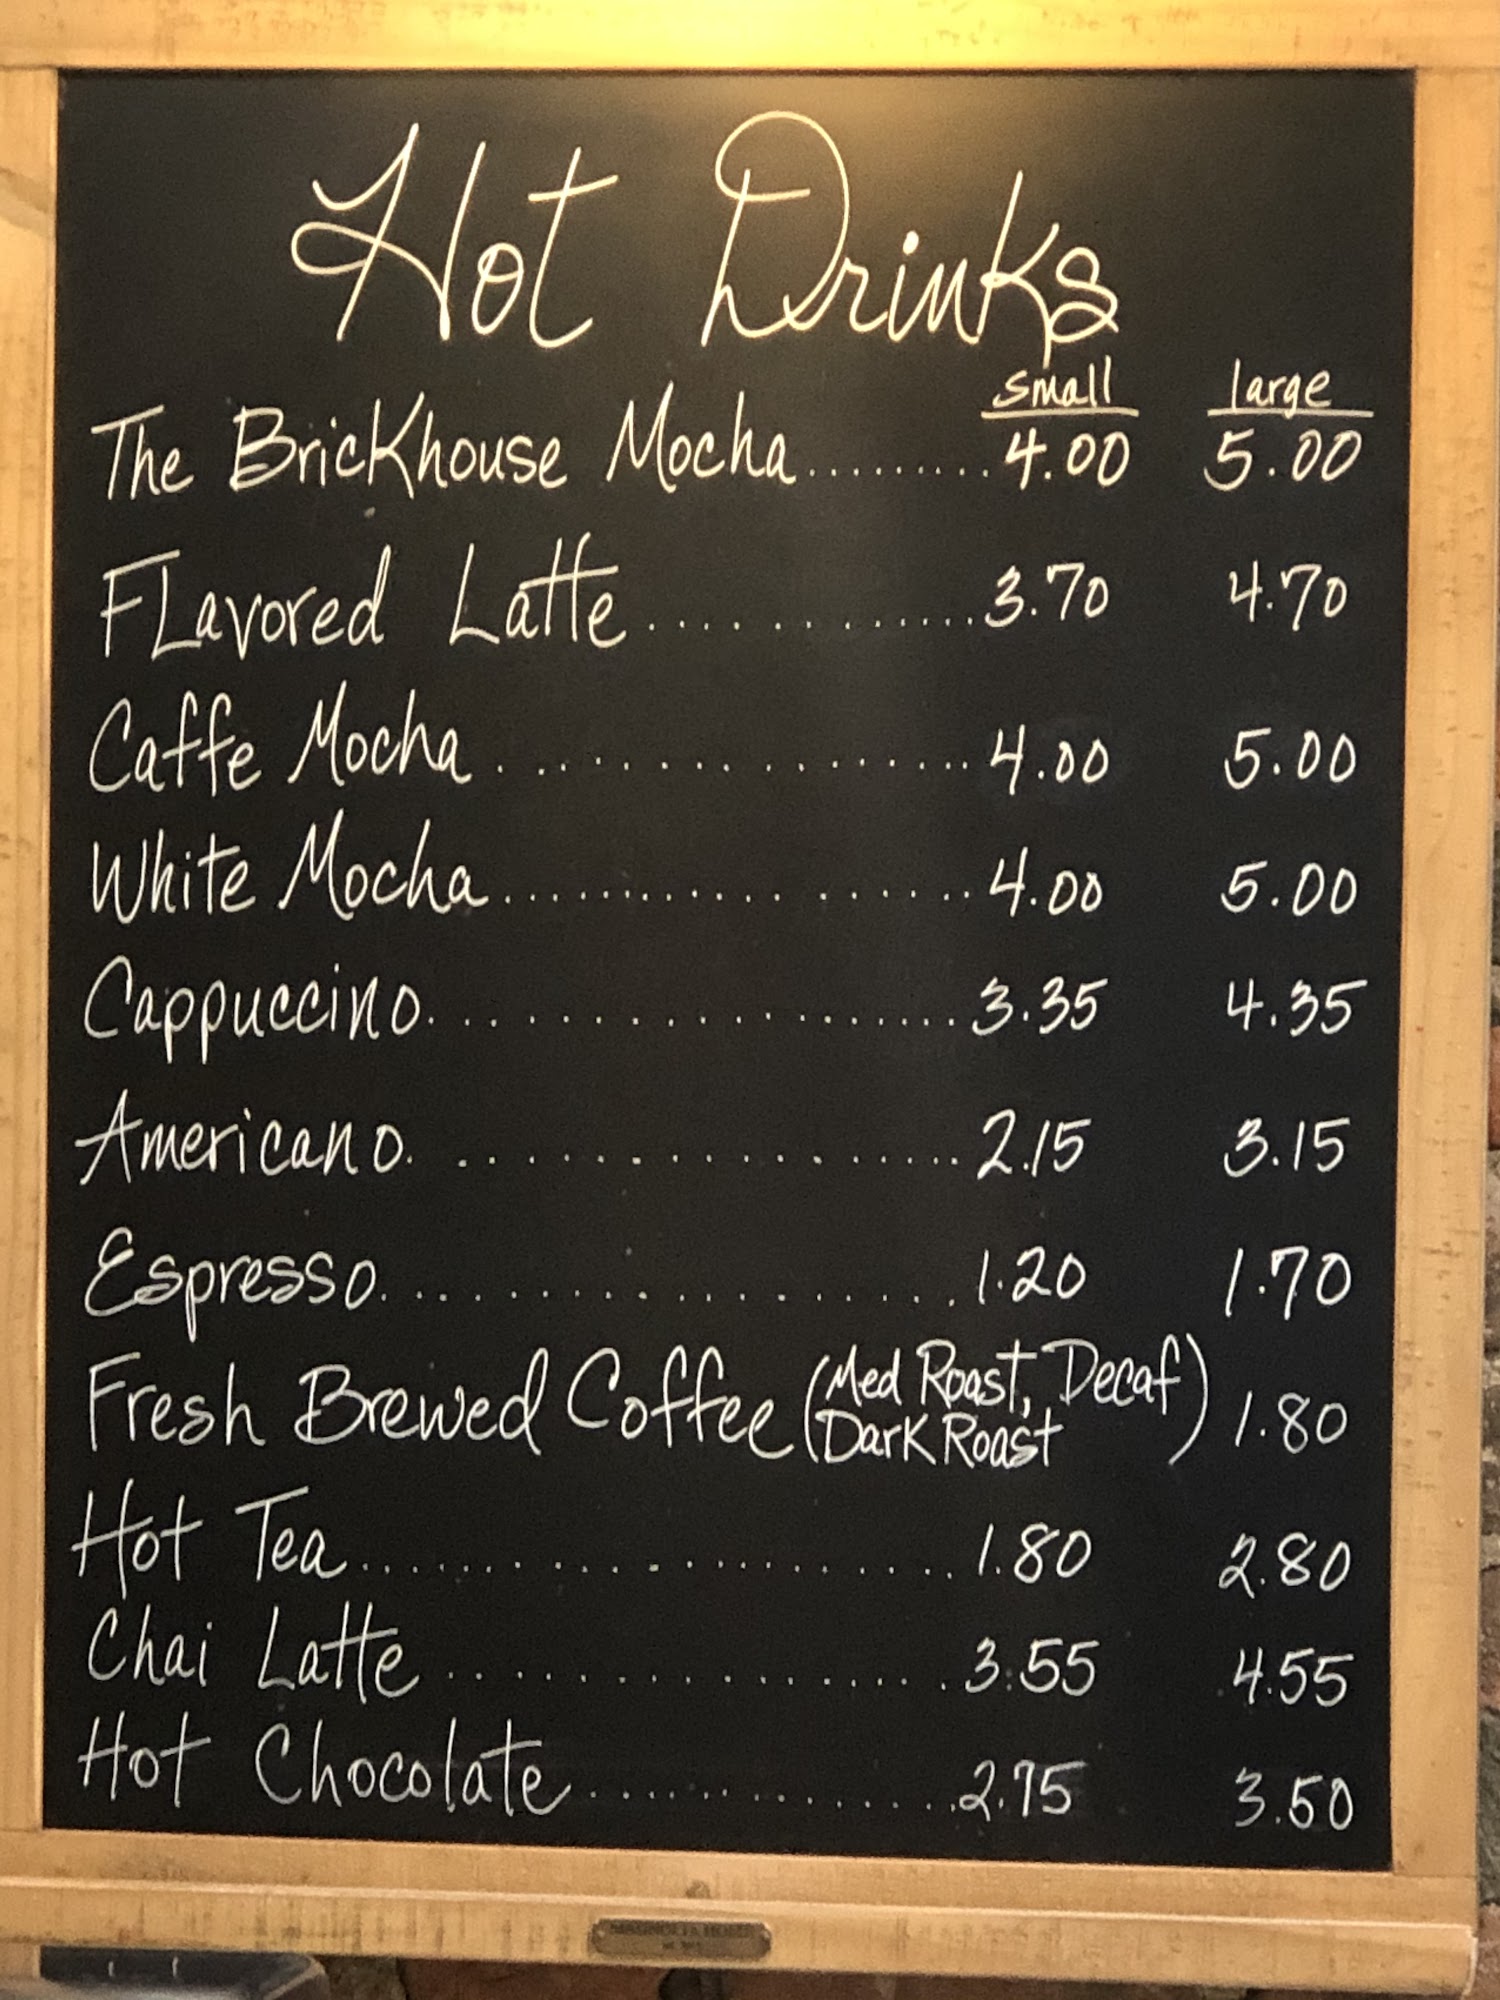 Hot Drinks
small large
The Brickhouse Mocha.........4.00 5.00
FLavored Latte.............3.70 4.70
Caffe Mocha..................4.00 5.00
White Mocha..................4.00 5.00
Cappuccino...................3.35 4.35
Americano...................2.15 3.15
Espresso....................1.20 1.70
Fresh Brewed Coffee (Med Roast, Decaf) 1.80
Dark Roast
Hot Tea....................1.80 2.80
Chai Latte..................3.55 4.55
Hot Chocolate...............2.75 3.50